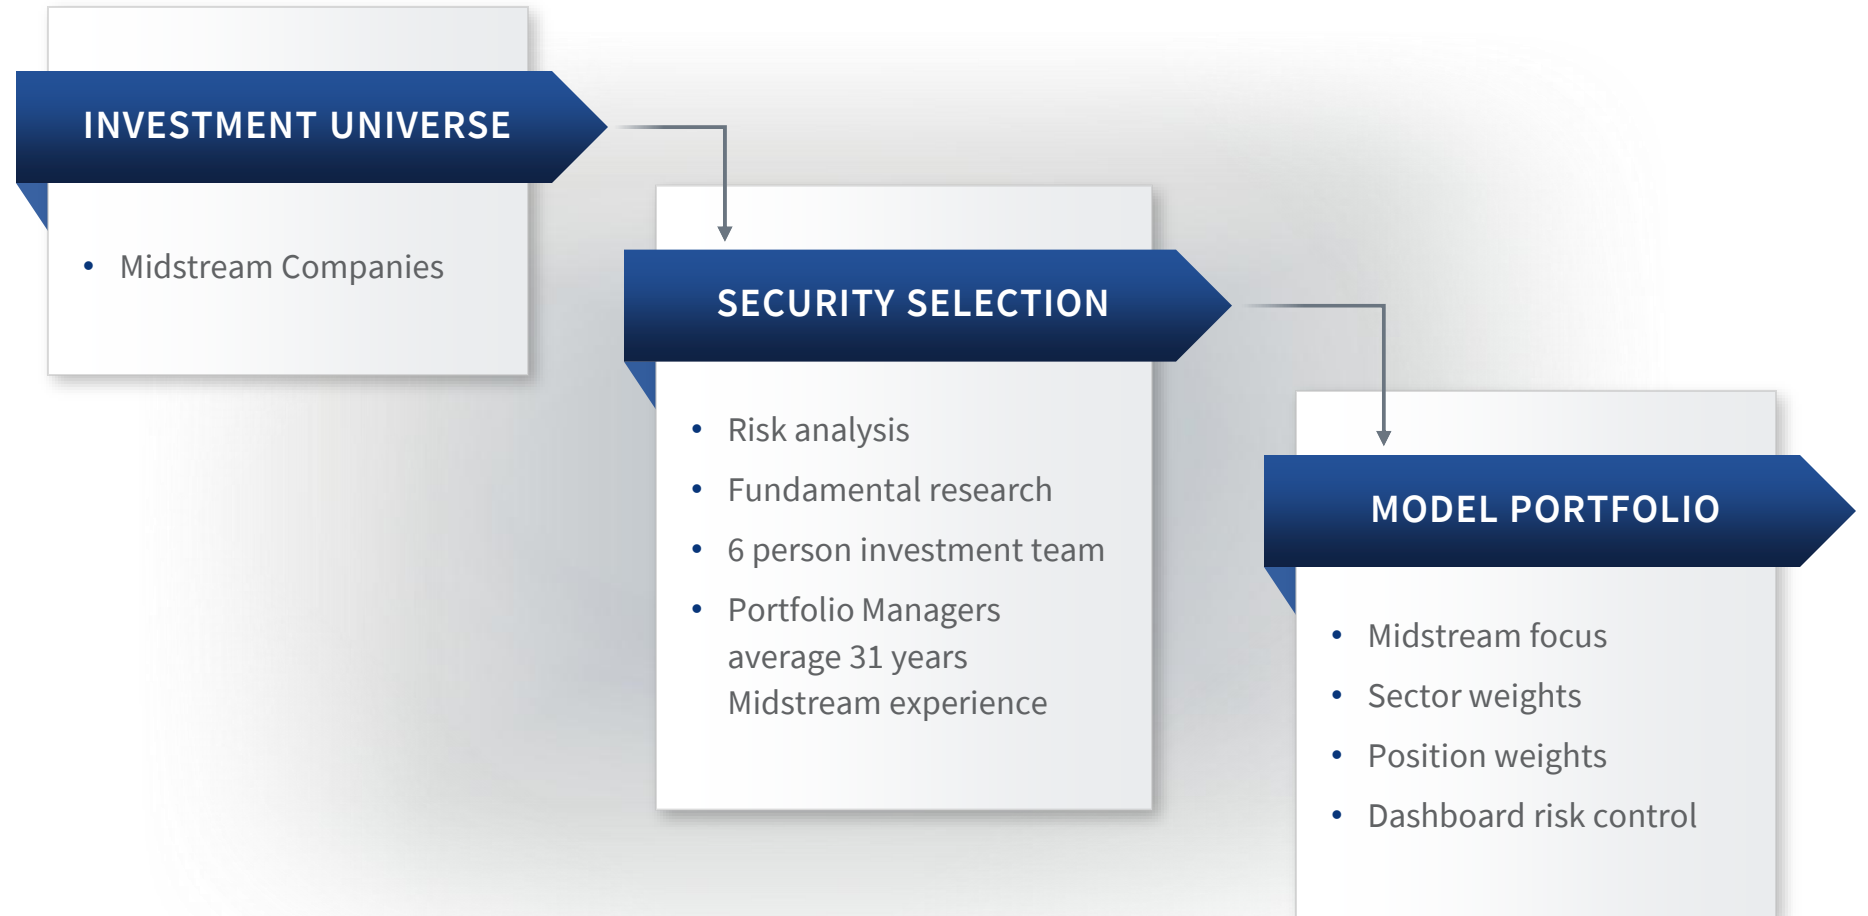 INVESTMENT UNIVERSE
• Midstream Companies
SECURITY SELECTION
• Risk analysis
• Fundamental research
• 6 person investment team
• Portfolio Managers
average 31 years
Midstream experience
MODEL PORTFOLIO
• Midstream focus
• Sector weights
• Position weights
• Dashboard risk control